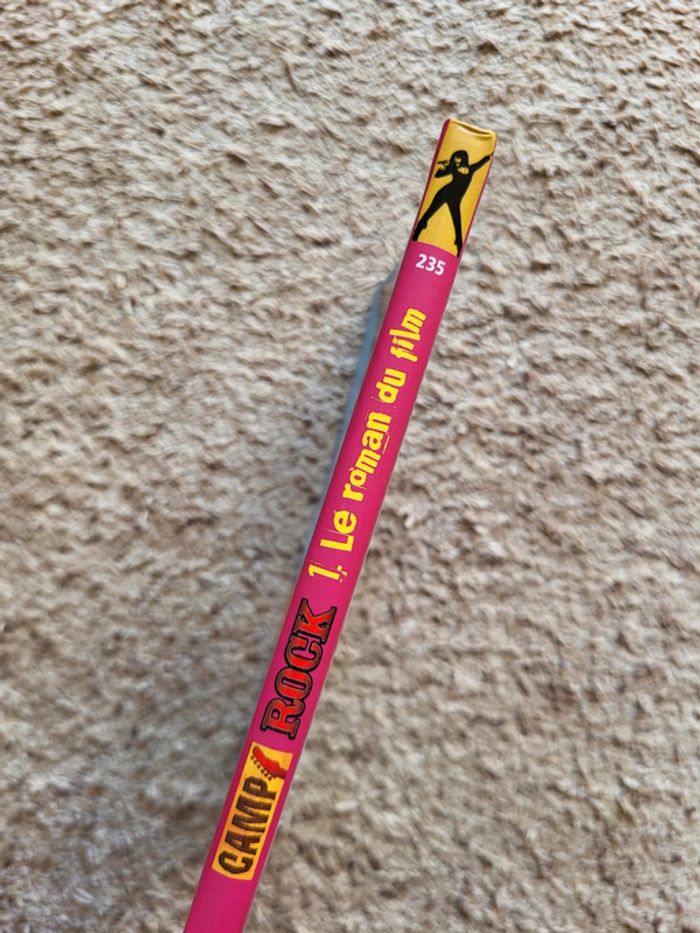 CAMP
ROCK
1. Le roman du film
235